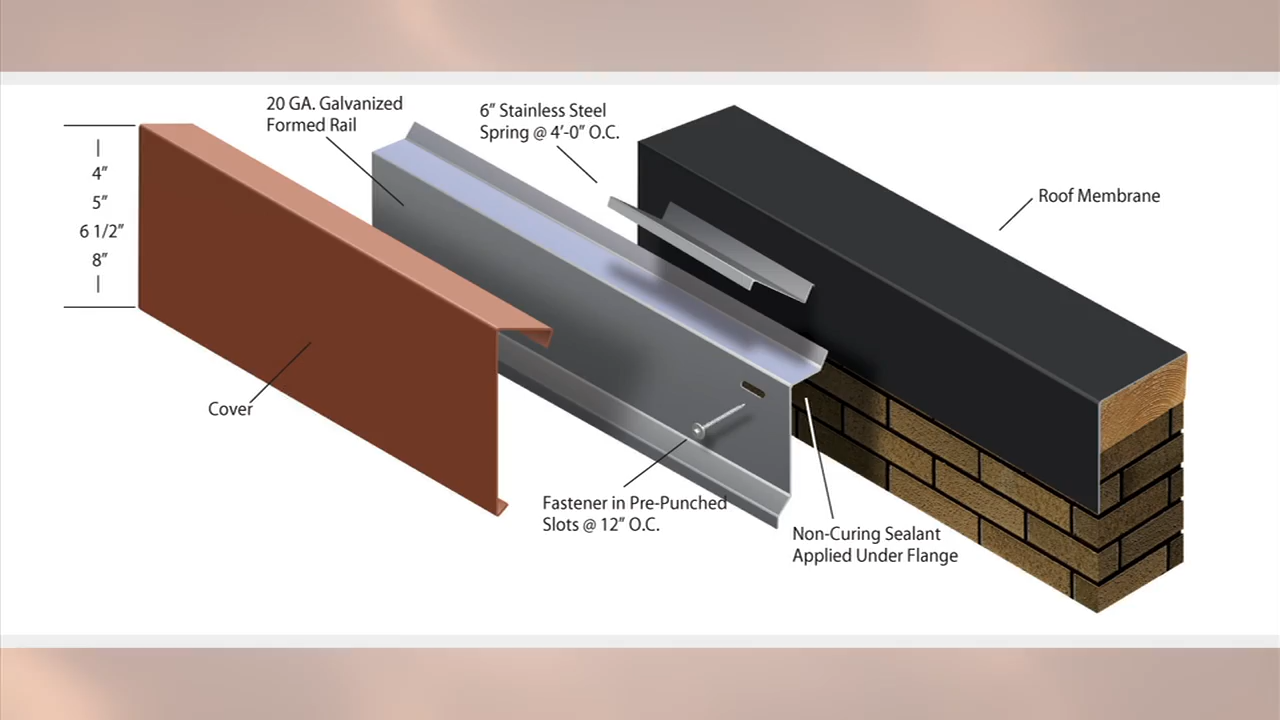 20 GA. Galvanized
Formed Rail
6” Stainless Steel
Spring @ 4’-0” O.C.
Roof Membrane
4”
5”
6 1/2”
8”
Cover
Fastener in Pre-Punched
Slots @ 12” O.C.
Non-Curing Sealant
Applied Under Flange